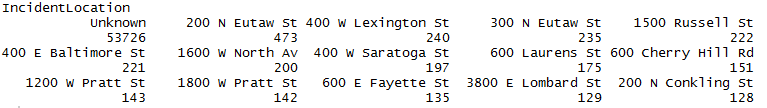 IncidentLocation
Unknown 200 N Eutaw St 400 W Lexington St 300 N Eutaw St 1500 Russell St
53726 473 240 235 222
400 E Baltimore St 1600 W North Av 400 W Saratoga St 600 Laurens St 600 Cherry Hill Rd
221 200 197 175 151
1200 W Pratt St 1800 W Pratt St 600 E Fayette St 3800 E Lombard St 200 N Conkling St
143 142 135 129 128